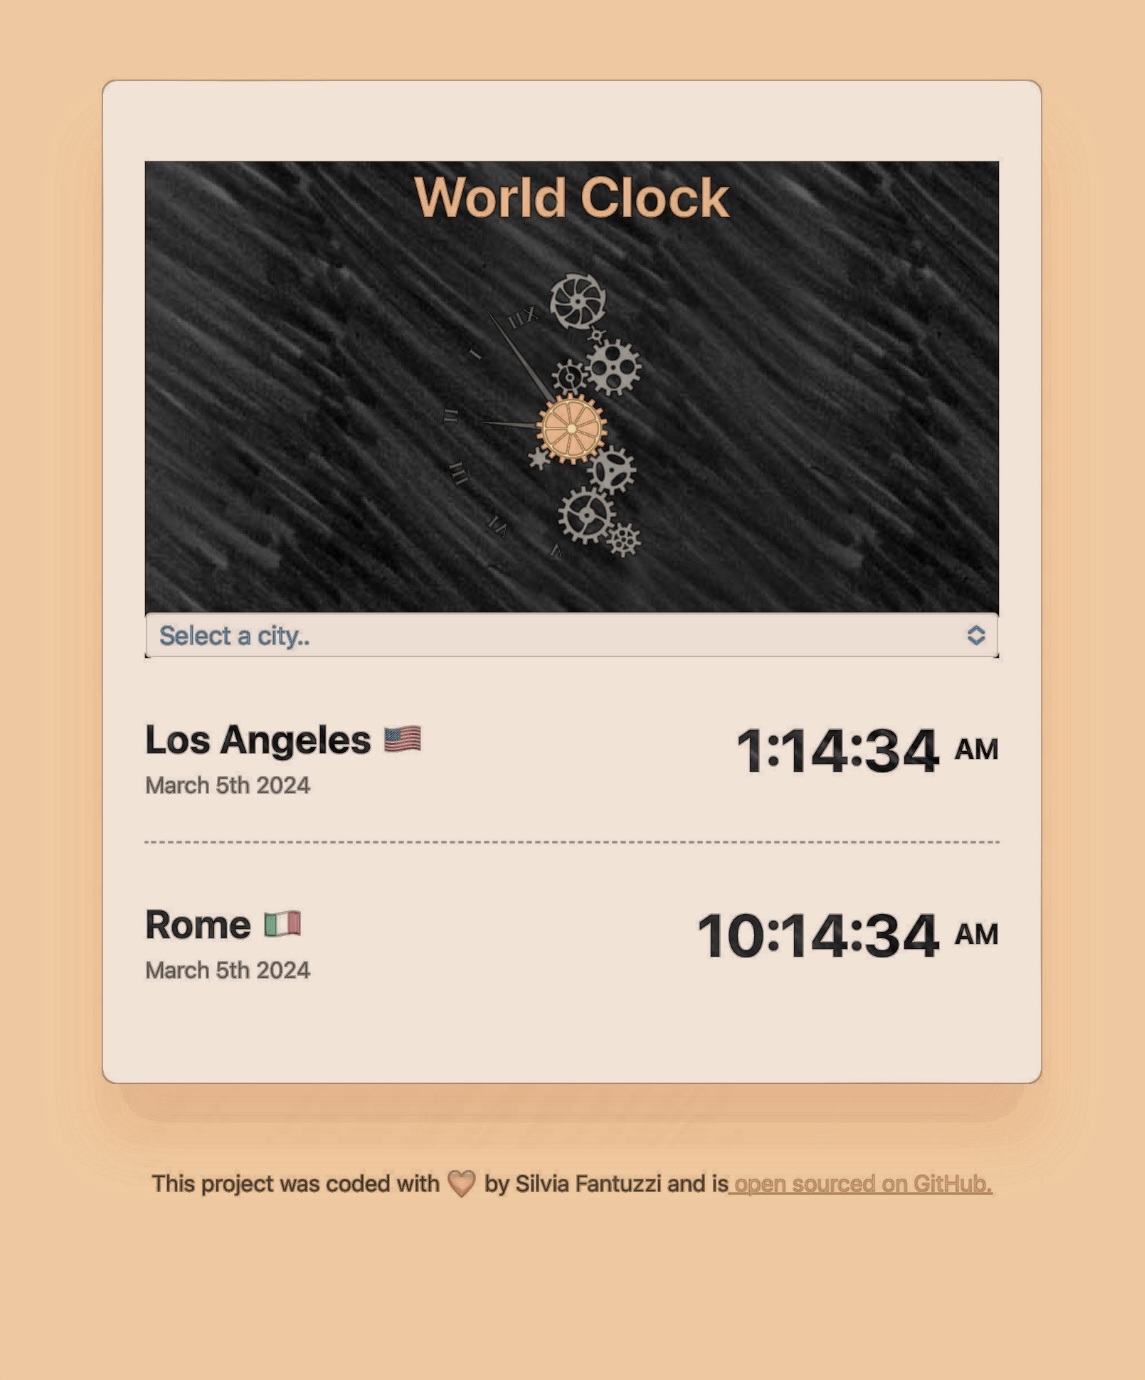 World Clock
XII
I
II
III
VI
V
Select a city..
Los Angeles 🇺🇸
1:14:34 AM
March 5th 2024
Rome 🇮🇹
10:14:34 AM
March 5th 2024
This project was coded with 🧡 by Silvia Fantuzzi and is open sourced on GitHub.